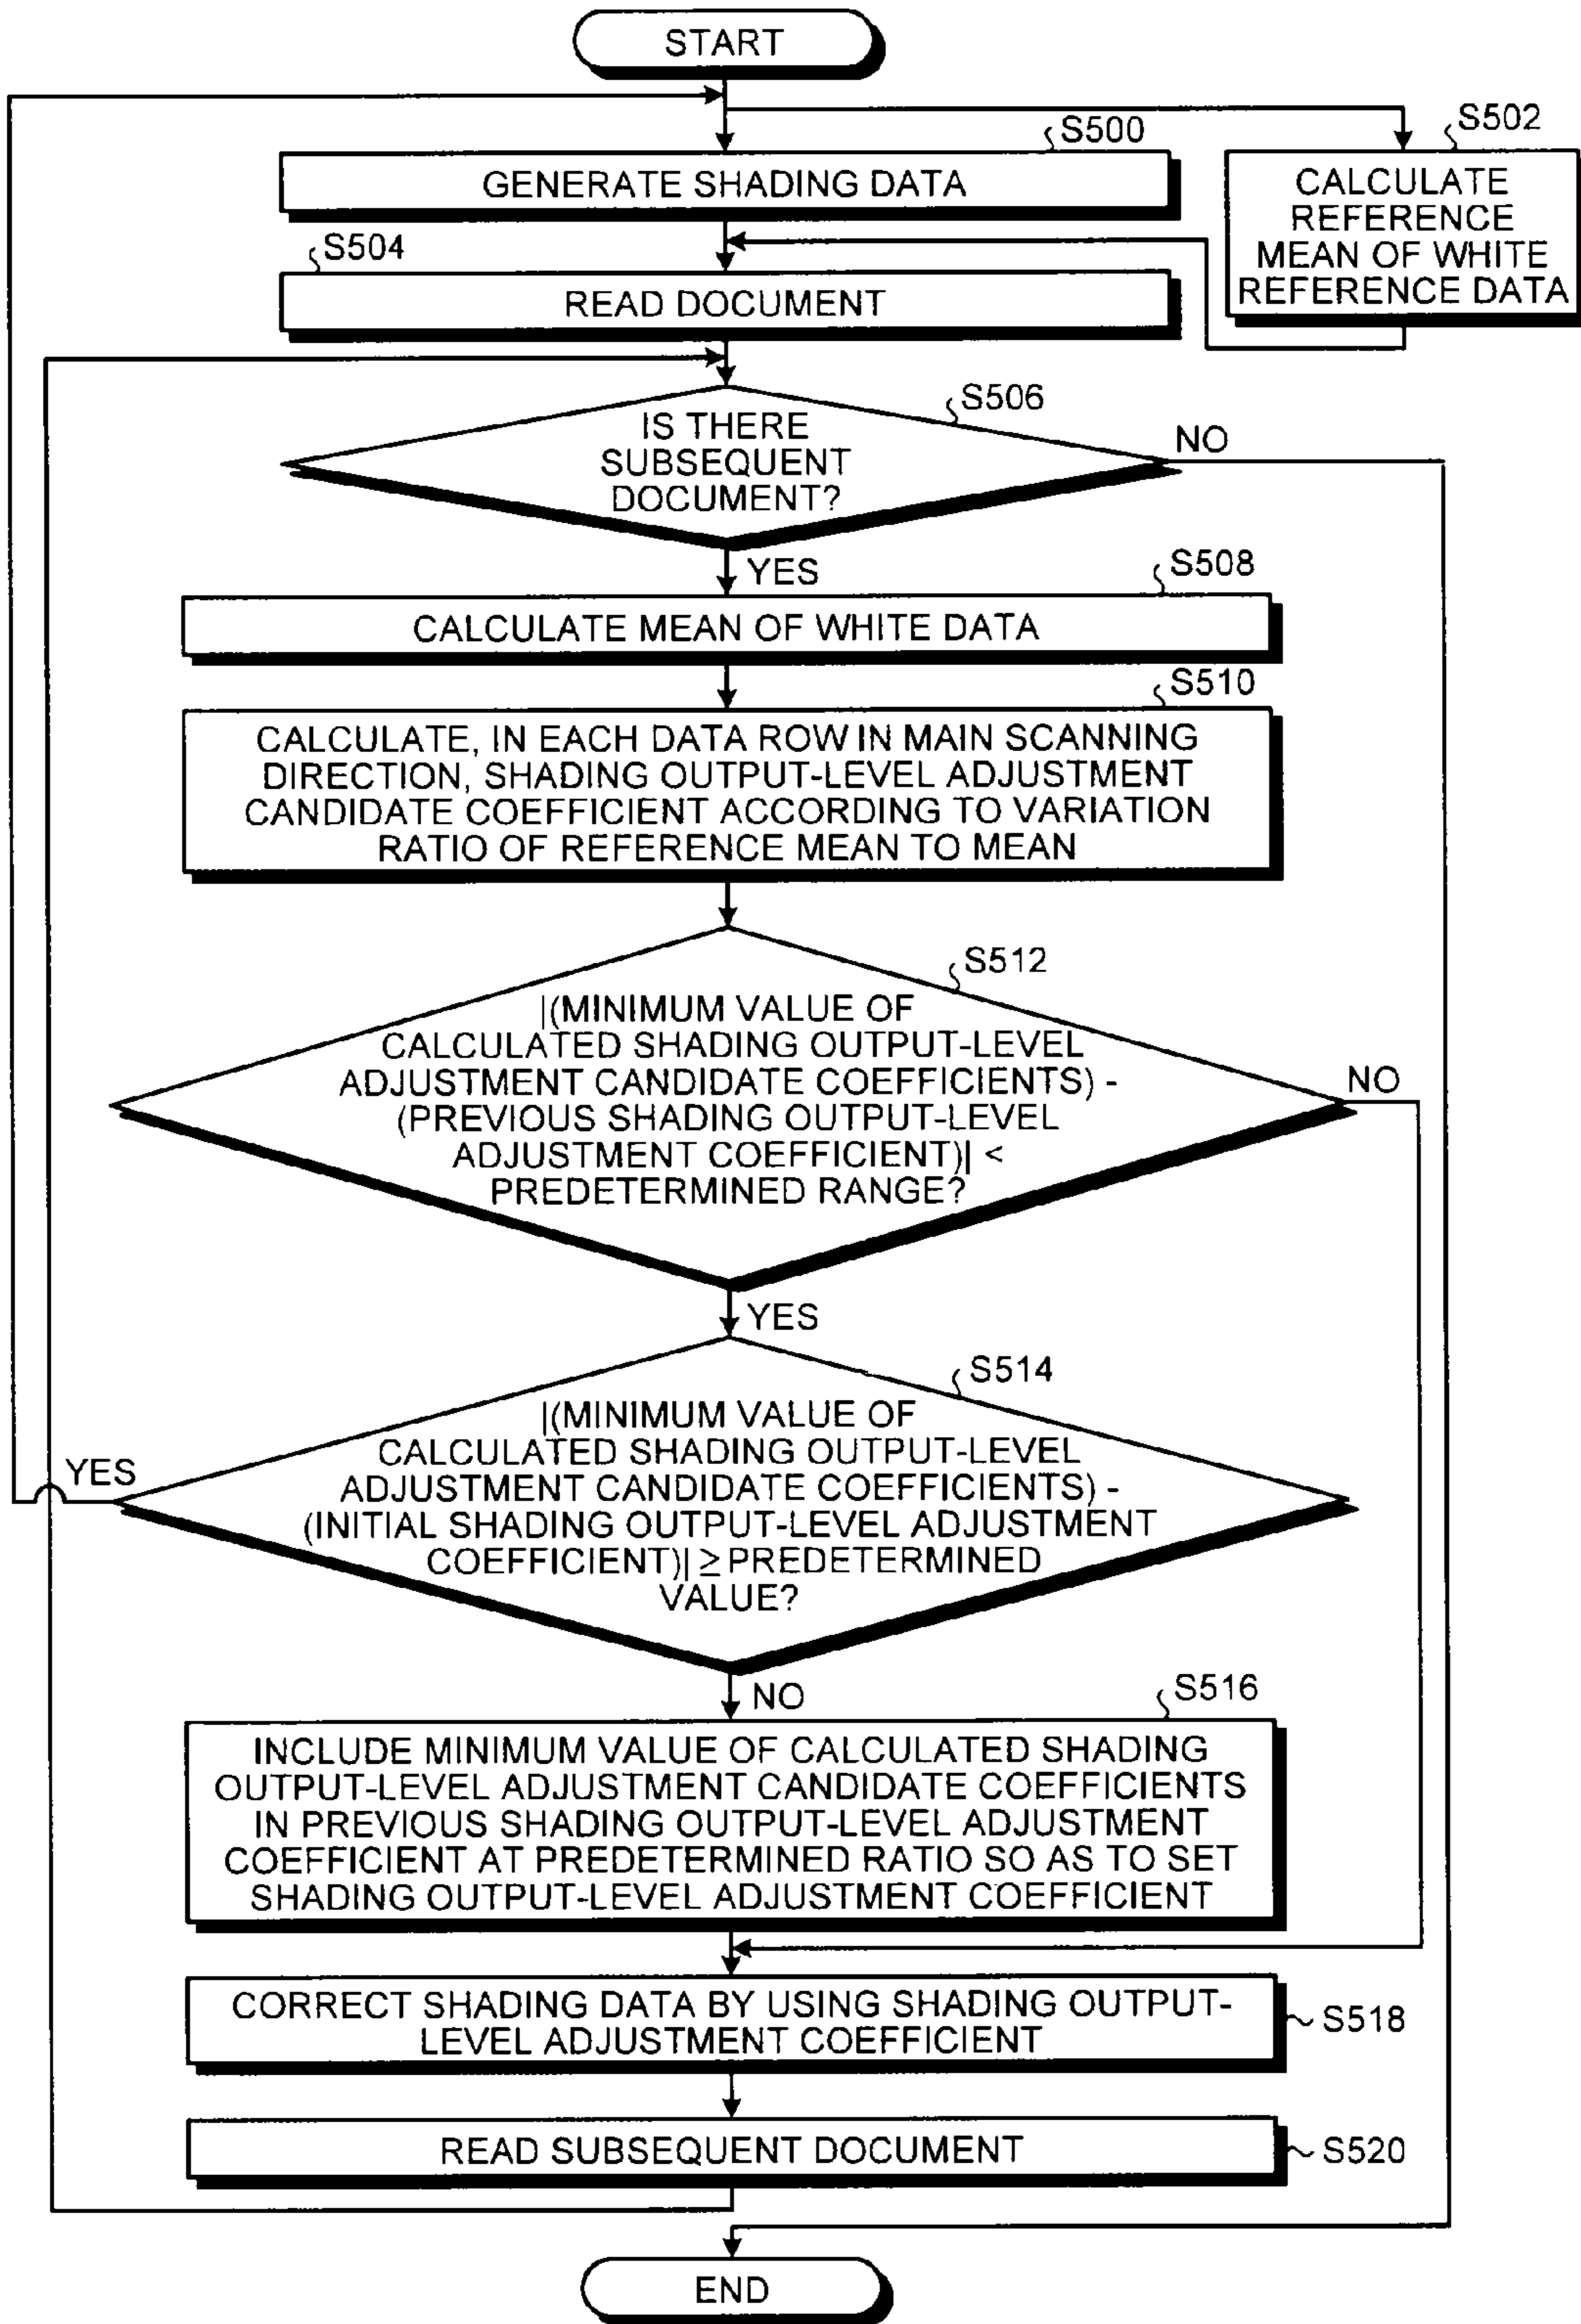 START
S500
S502
GENERATE SHADING DATA
CALCULATE
REFERENCE
MEAN OF WHITE
REFERENCE DATA
S504
READ DOCUMENT
S506
IS THERE
SUBSEQUENT
DOCUMENT?
NO
YES
S508
CALCULATE MEAN OF WHITE DATA
S510
CALCULATE, IN EACH DATA ROW IN MAIN SCANNING
DIRECTION, SHADING OUTPUT-LEVEL ADJUSTMENT
CANDIDATE COEFFICIENT ACCORDING TO VARIATION
RATIO OF REFERENCE MEAN TO MEAN
S512
|(MINIMUM VALUE OF
CALCULATED SHADING OUTPUT-LEVEL
ADJUSTMENT CANDIDATE COEFFICIENTS) -
(PREVIOUS SHADING OUTPUT-LEVEL
ADJUSTMENT COEFFICIENT)| <
PREDETERMINED RANGE?
NO
YES
S514
|(MINIMUM VALUE OF
CALCULATED SHADING OUTPUT-LEVEL
ADJUSTMENT CANDIDATE COEFFICIENTS) -
(INITIAL SHADING OUTPUT-LEVEL ADJUSTMENT
COEFFICIENT)| ≥ PREDETERMINED
VALUE?
YES
NO
S516
INCLUDE MINIMUM VALUE OF CALCULATED SHADING
OUTPUT-LEVEL ADJUSTMENT CANDIDATE COEFFICIENTS
IN PREVIOUS SHADING OUTPUT-LEVEL ADJUSTMENT
COEFFICIENT AT PREDETERMINED RATIO SO AS TO SET
SHADING OUTPUT-LEVEL ADJUSTMENT COEFFICIENT
CORRECT SHADING DATA BY USING SHADING OUTPUT-
LEVEL ADJUSTMENT COEFFICIENT
S518
READ SUBSEQUENT DOCUMENT
S520
END